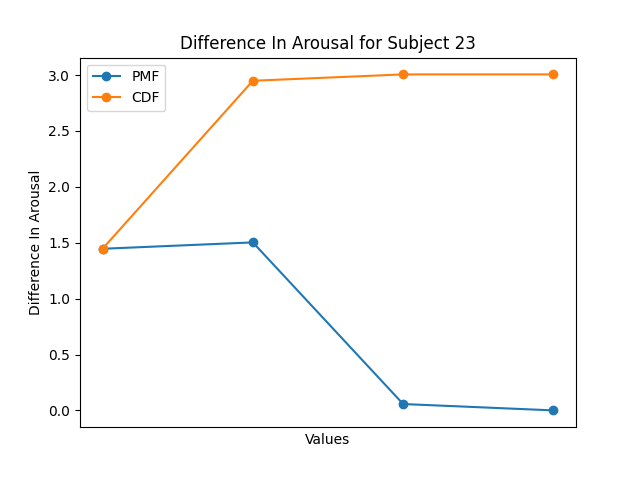 Difference In Arousal for Subject 23
PMF
CDF
3.0
2.5
2.0
1.5
1.0
0.5
0.0
Difference In Arousal
Values